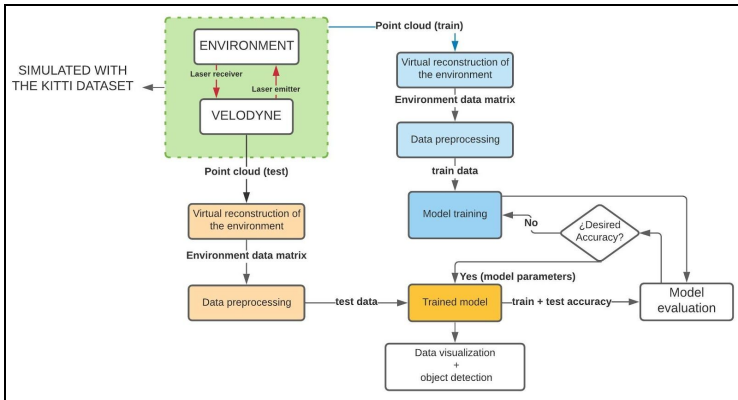 Point cloud (train)
ENVIRONMENT
SIMULATED WITH
THE KITTI DATASET
Laser receiver
Laser emitter
VELODYNE
Virtual reconstruction of
the environment
Environment data matrix
Data preprocessing
train data
Point cloud (test)
Virtual reconstruction of
the environment
Environment data matrix
Data preprocessing
test data
Model training
No
¿Desired
Accuracy?
Yes (model parameters)
Trained model
train + test accuracy
Model
evaluation
Data visualization
+
object detection